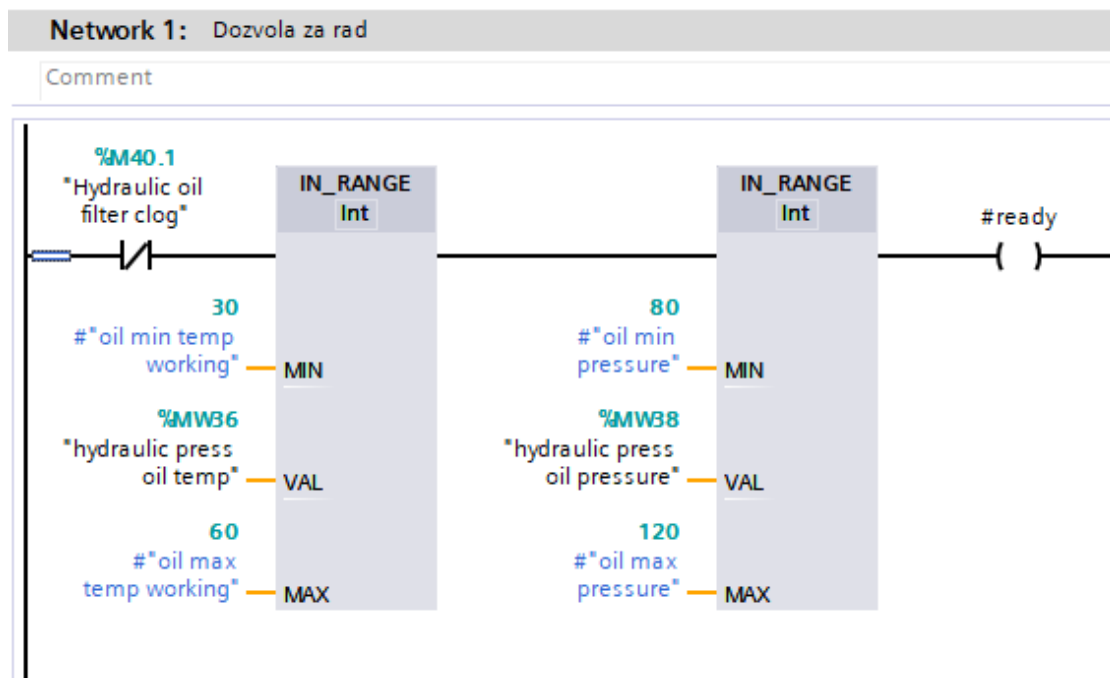 Network 1: Dozvola za rad
Comment
%M40.1
"Hydraulic oil
filter clog"
IN_RANGE
Int
IN_RANGE
Int
#ready
30
#"oil min temp
working"
MIN
80
#"oil min
pressure"
MIN
%MW36
"hydraulic press
oil temp"
VAL
%MW38
"hydraulic press
oil pressure"
VAL
60
#"oil max
temp working"
MAX
120
#"oil max
pressure"
MAX